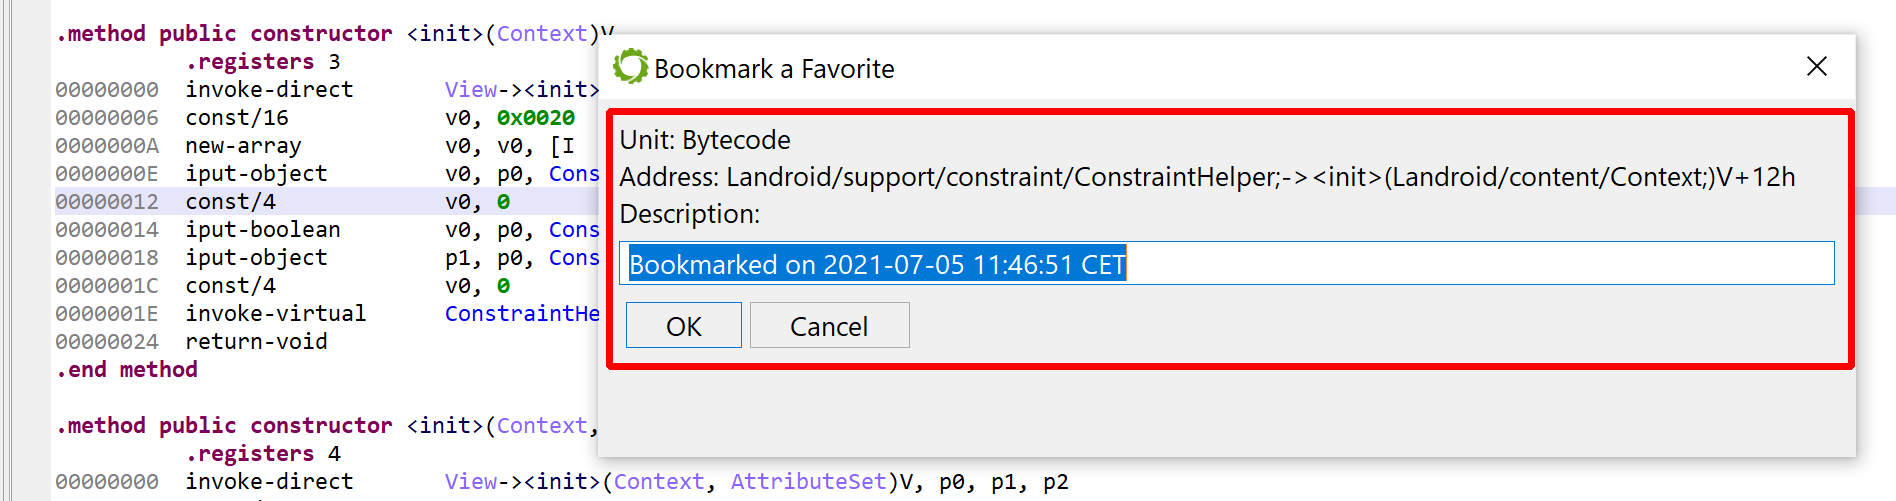 .method public constructor <init>(Context)V
.registers 3
00000000 invoke-direct View-><init>
00000006 const/16 v0, 0x0020
0000000A new-array v0, v0, [I
0000000E iput-object v0, p0, Cons
00000012 const/4 v0, 0
00000014 iput-boolean v0, p0, Cons
00000018 iput-object p1, p0, Cons
0000001C const/4 v0, 0
0000001E invoke-virtual ConstraintHe
00000024 return-void
.end method
.method public constructor <init>(Context,
.registers 4
00000000 invoke-direct View-><init>(Context, AttributeSet)V, p0, p1, p2
Bookmark a Favorite
Unit: Bytecode
Address: Landroid/support/constraint/ConstraintHelper;-><init>(Landroid/content/Context;)V+12h
Description:
Bookmarked on 2021-07-05 11:46:51 CET
OK Cancel